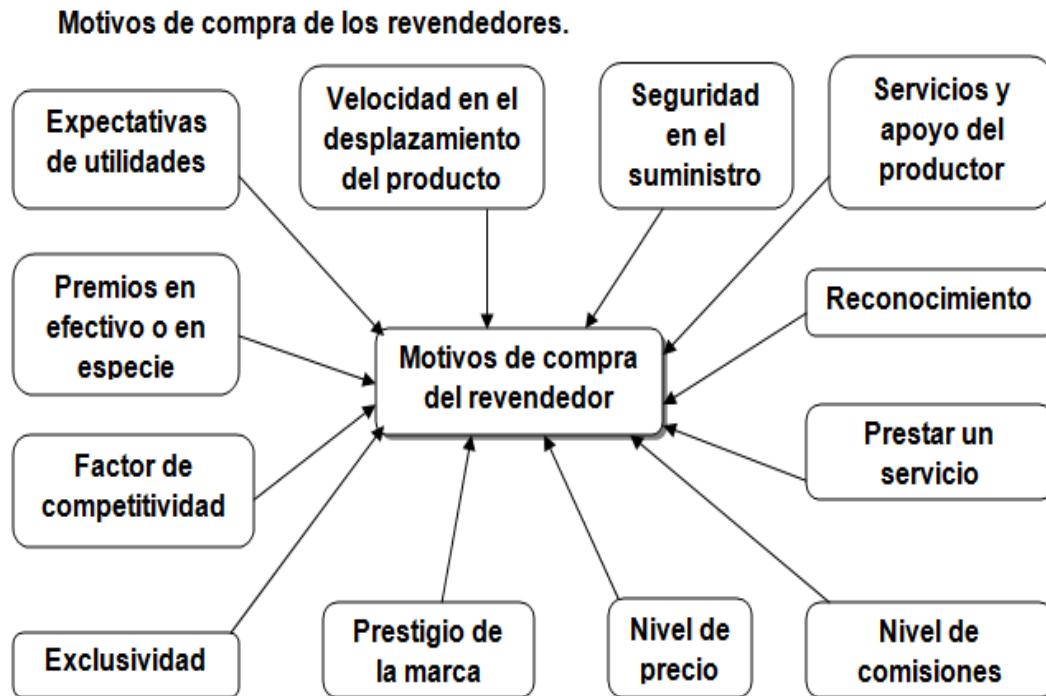 Motivos de compra de los revendedores.
Expectativas
de utilidades
Velocidad en el
desplazamiento
del producto
Seguridad
en el
suministro
Servicios y
apoyo del
productor
Premios en
efectivo o en
especie
Reconocimiento
Motivos de compra
del revendedor
Factor de
competitividad
Prestar un
servicio
Exclusividad
Prestigio de
la marca
Nivel de
precio
Nivel de
comisiones